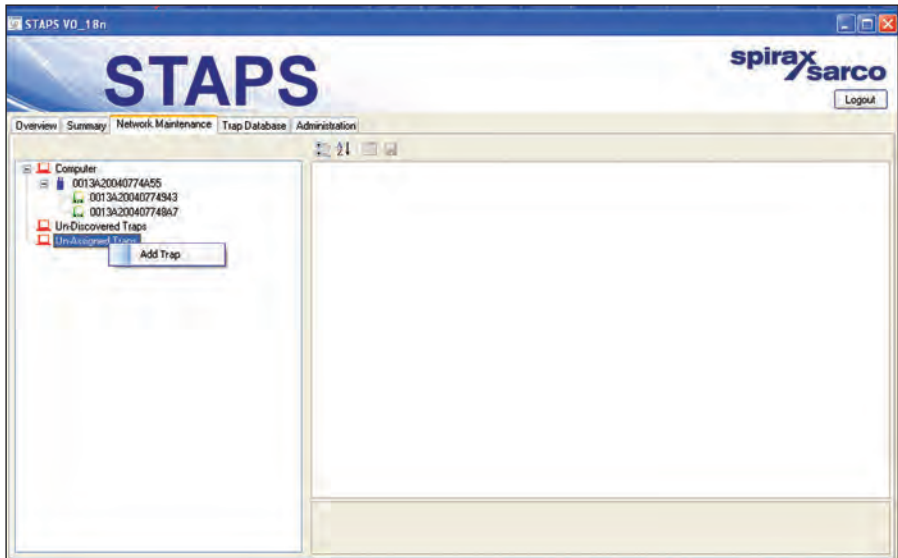 STAPS V0_18n
STAPS
spirax
sarco
Logout
Overview Summary Network Maintenance Trap Database Administration
Computer
0013A20040774A55
0013A20040774943
0013A200407748A7
Un-Discovered Traps
Un-Assigned Traps
Add Trap